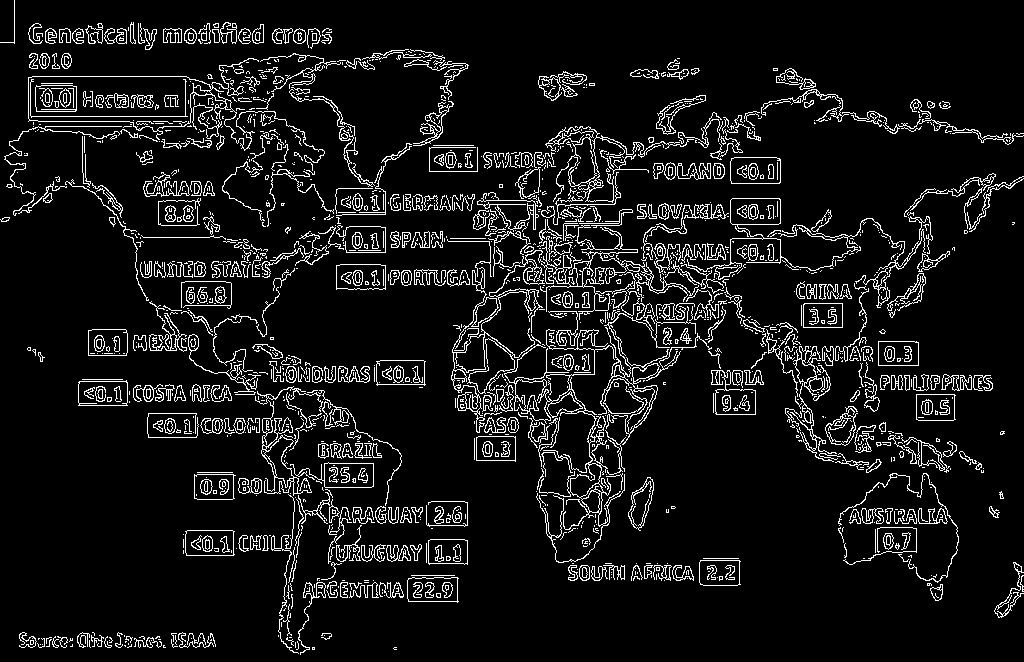 Genetically modified crops
2010
0.0 Hectares, m
<0.1 SWEDEN
POLAND <0.1
CANADA
8.8
<0.1 GERMANY
SLOVAKIA <0.1
0.1 SPAIN
ROMANIA <0.1
UNITED STATES
66.8
<0.1 PORTUGAL
CZECH REP.
<0.1
CHINA
3.5
PAKISTAN
2.4
0.1 MEXICO
EGYPT
<0.1
MYANMAR 0.3
HONDURAS <0.1
INDIA
9.4
PHILIPPINES
0.5
<0.1 COSTA RICA
BURKINA
FASO
0.3
<0.1 COLOMBIA
BRAZIL
25.4
0.9 BOLIVIA
PARAGUAY 2.6
AUSTRALIA
0.7
<0.1 CHILE
URUGUAY 1.1
SOUTH AFRICA 2.2
ARGENTINA 22.9
Source: Clive James, ISAAA